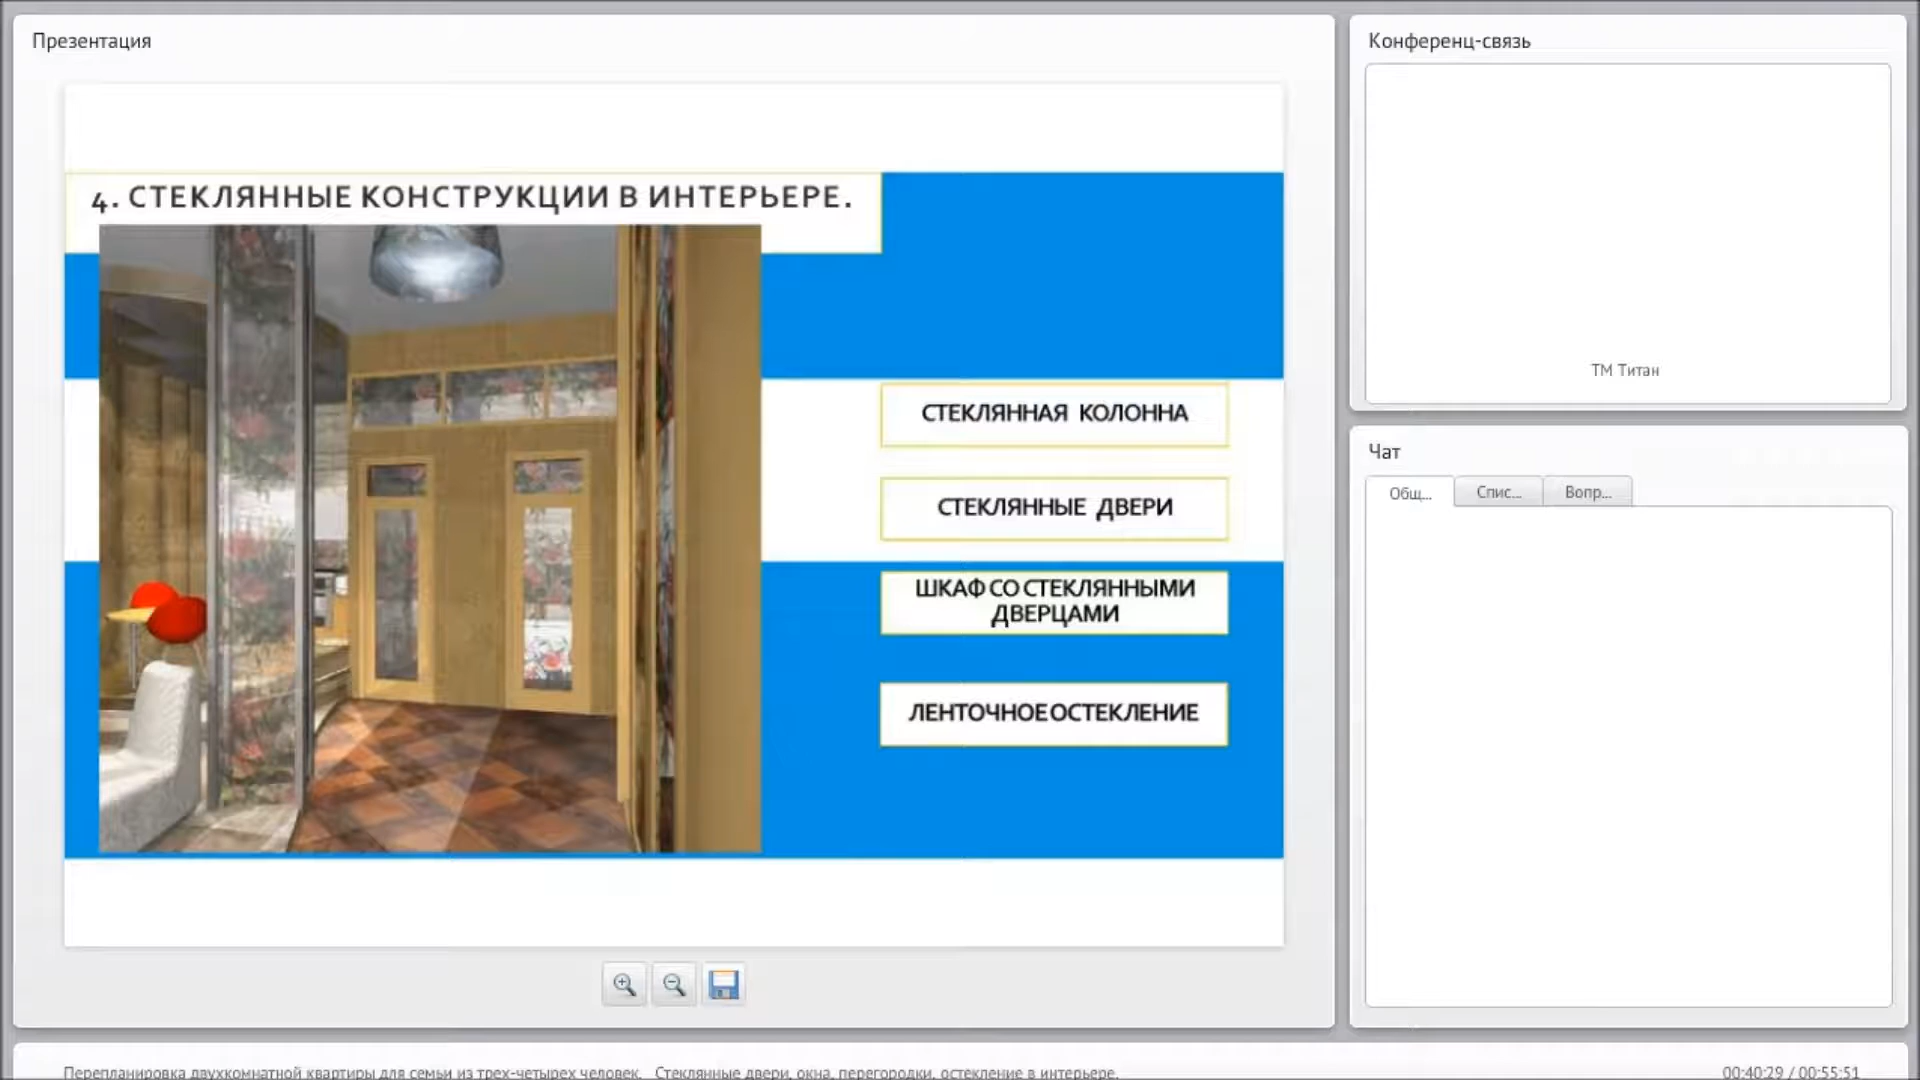 Презентация
4. СТЕКЛЯННЫЕ КОНСТРУКЦИИ В ИНТЕРЬЕРЕ.
СТЕКЛЯННАЯ КОЛОННА
СТЕКЛЯННЫЕ ДВЕРИ
ШКАФ СО СТЕКЛЯННЫМИ
ДВЕРЦАМИ
ЛЕНТОЧНОЕ ОСТЕКЛЕНИЕ
Конференц-связь
ТМ Титан
Чат
Общ...
Спис...
Вопр...
Перепланировка двухкомнатной квартиры для семьи из трех-четырех человек. Стеклянные двери, окна, перегородки, остекление в интерьере.
00:40:29 / 00:55:51